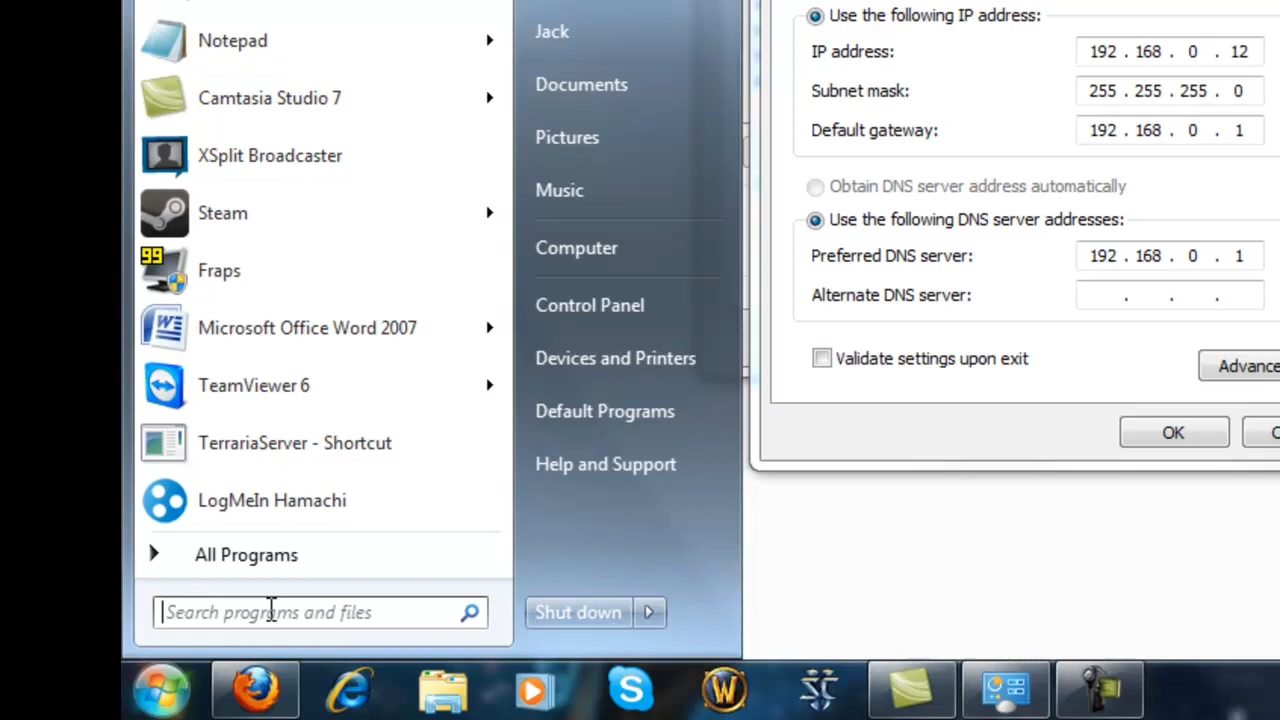 Notepad
Camtasia Studio 7
XSplit Broadcaster
Steam
99
Fraps
Microsoft Office Word 2007
TeamViewer 6
TerrariaServer - Shortcut
LogMeIn Hamachi
All Programs
Search programs and files
Jack
Documents
Pictures
Music
Computer
Control Panel
Devices and Printers
Default Programs
Help and Support
Shut down
Use the following IP address:
IP address: 192 . 168 . 0 . 12
Subnet mask: 255 . 255 . 255 . 0
Default gateway: 192 . 168 . 0 . 1
Obtain DNS server address automatically
Use the following DNS server addresses:
Preferred DNS server: 192 . 168 . 0 . 1
Alternate DNS server: . . .
Validate settings upon exit
Advance
OK
C